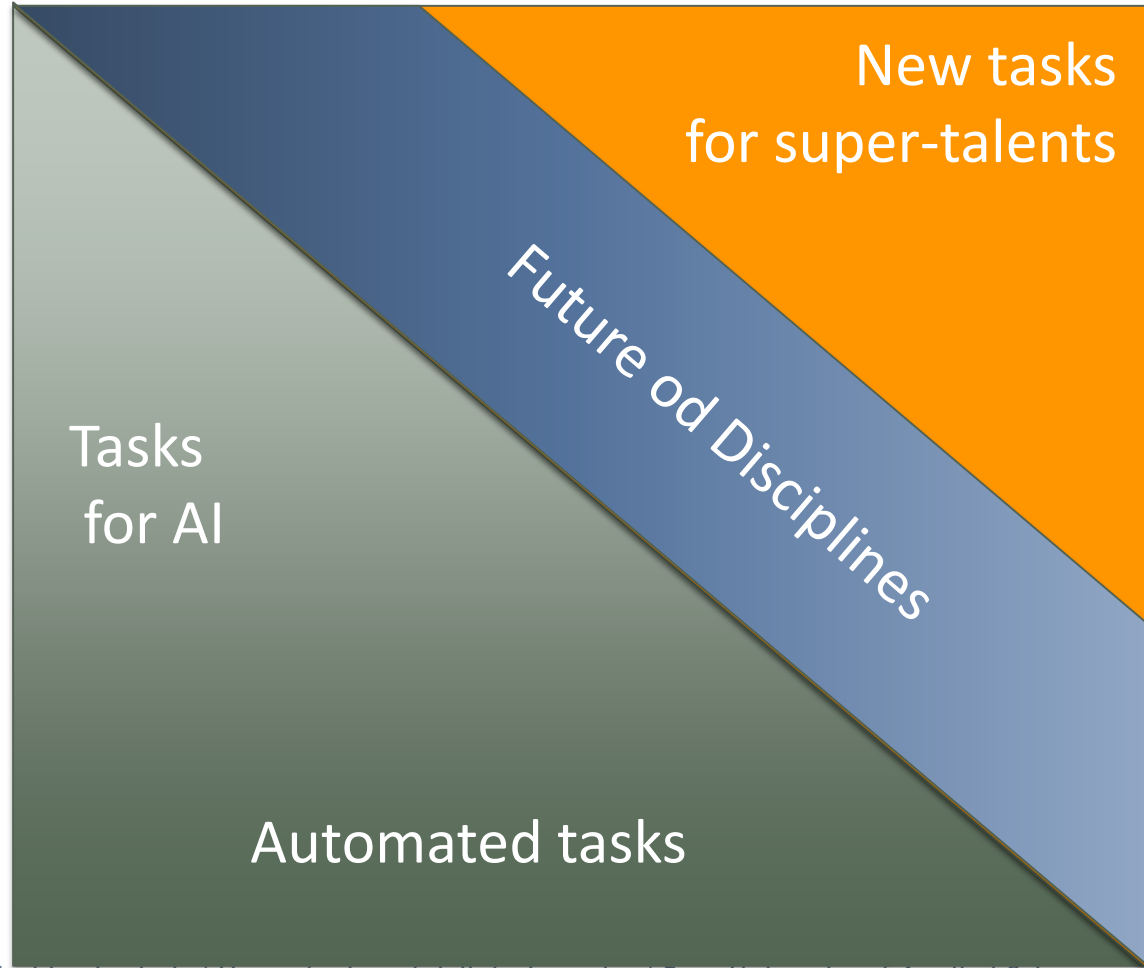 New tasks
for super-talents
Future od Disciplines
Tasks
for AI
Automated tasks